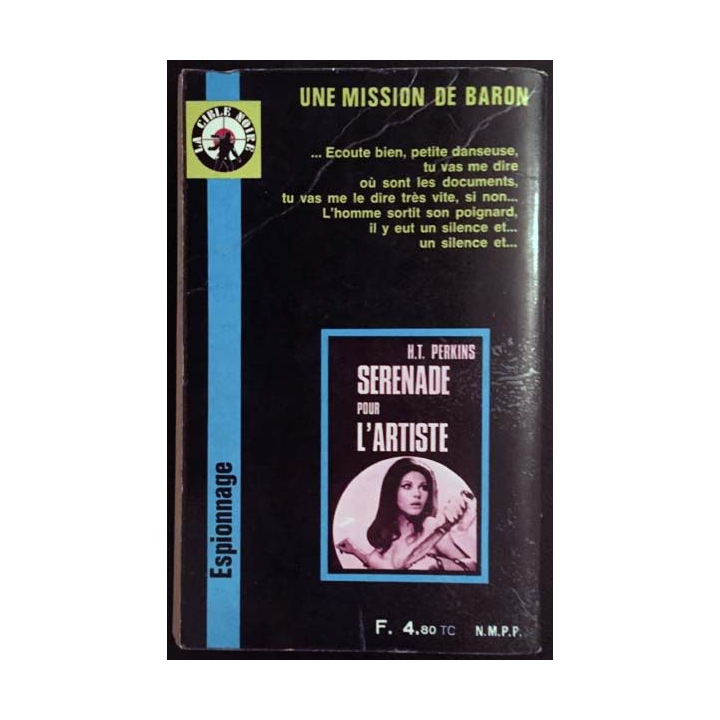 LA CIBLE NOIRE
UNE MISSION DE BARON
... Ecoute bien, petite danseuse,
tu vas me dire
où sont les documents,
tu vas me le dire très vite, si non...
L'homme sortit son poignard,
il y eut un silence et...
un silence et...
H.T. PERKINS
SERENADE
POUR
L'ARTISTE
Espionnage
F. 4.80 TC
N.M.P.P.